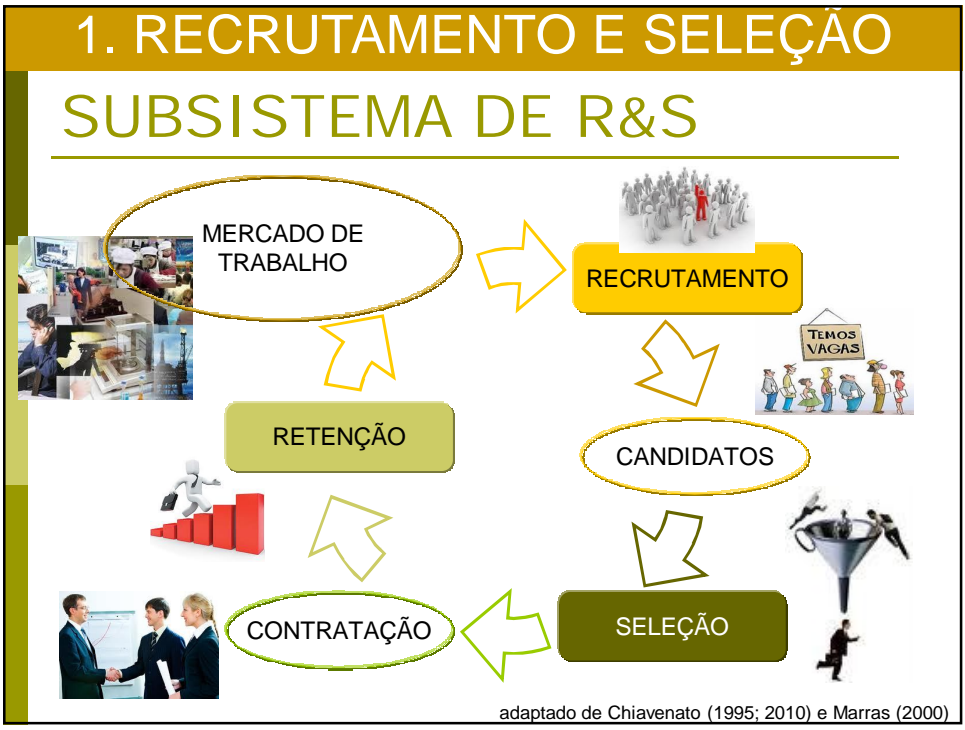 1. RECRUTAMENTO E SELEÇÃO
SUBSISTEMA DE R&S
MERCADO DE
TRABALHO
RECRUTAMENTO
TEMOS
VAGAS
CANDIDATOS
SELEÇÃO
CONTRATAÇÃO
RETENÇÃO
adaptado de Chiavenato (1995; 2010) e Marras (2000)